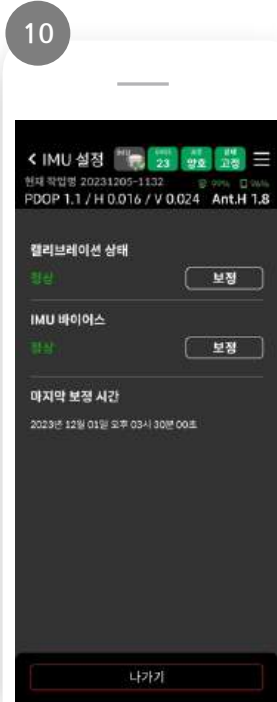 10
< IMU 설정 IMU 23 양호 고정
현재 작업명 20231205-1132 99% 96%
PDOP 1.1 / H 0.016 / V 0.024 Ant.H 1.8
캘리브레이션 상태
정상 보정
IMU 바이어스
정상 보정
마지막 보정 시간
2023년 12월 01일 오후 03시 30분 00초
나가기